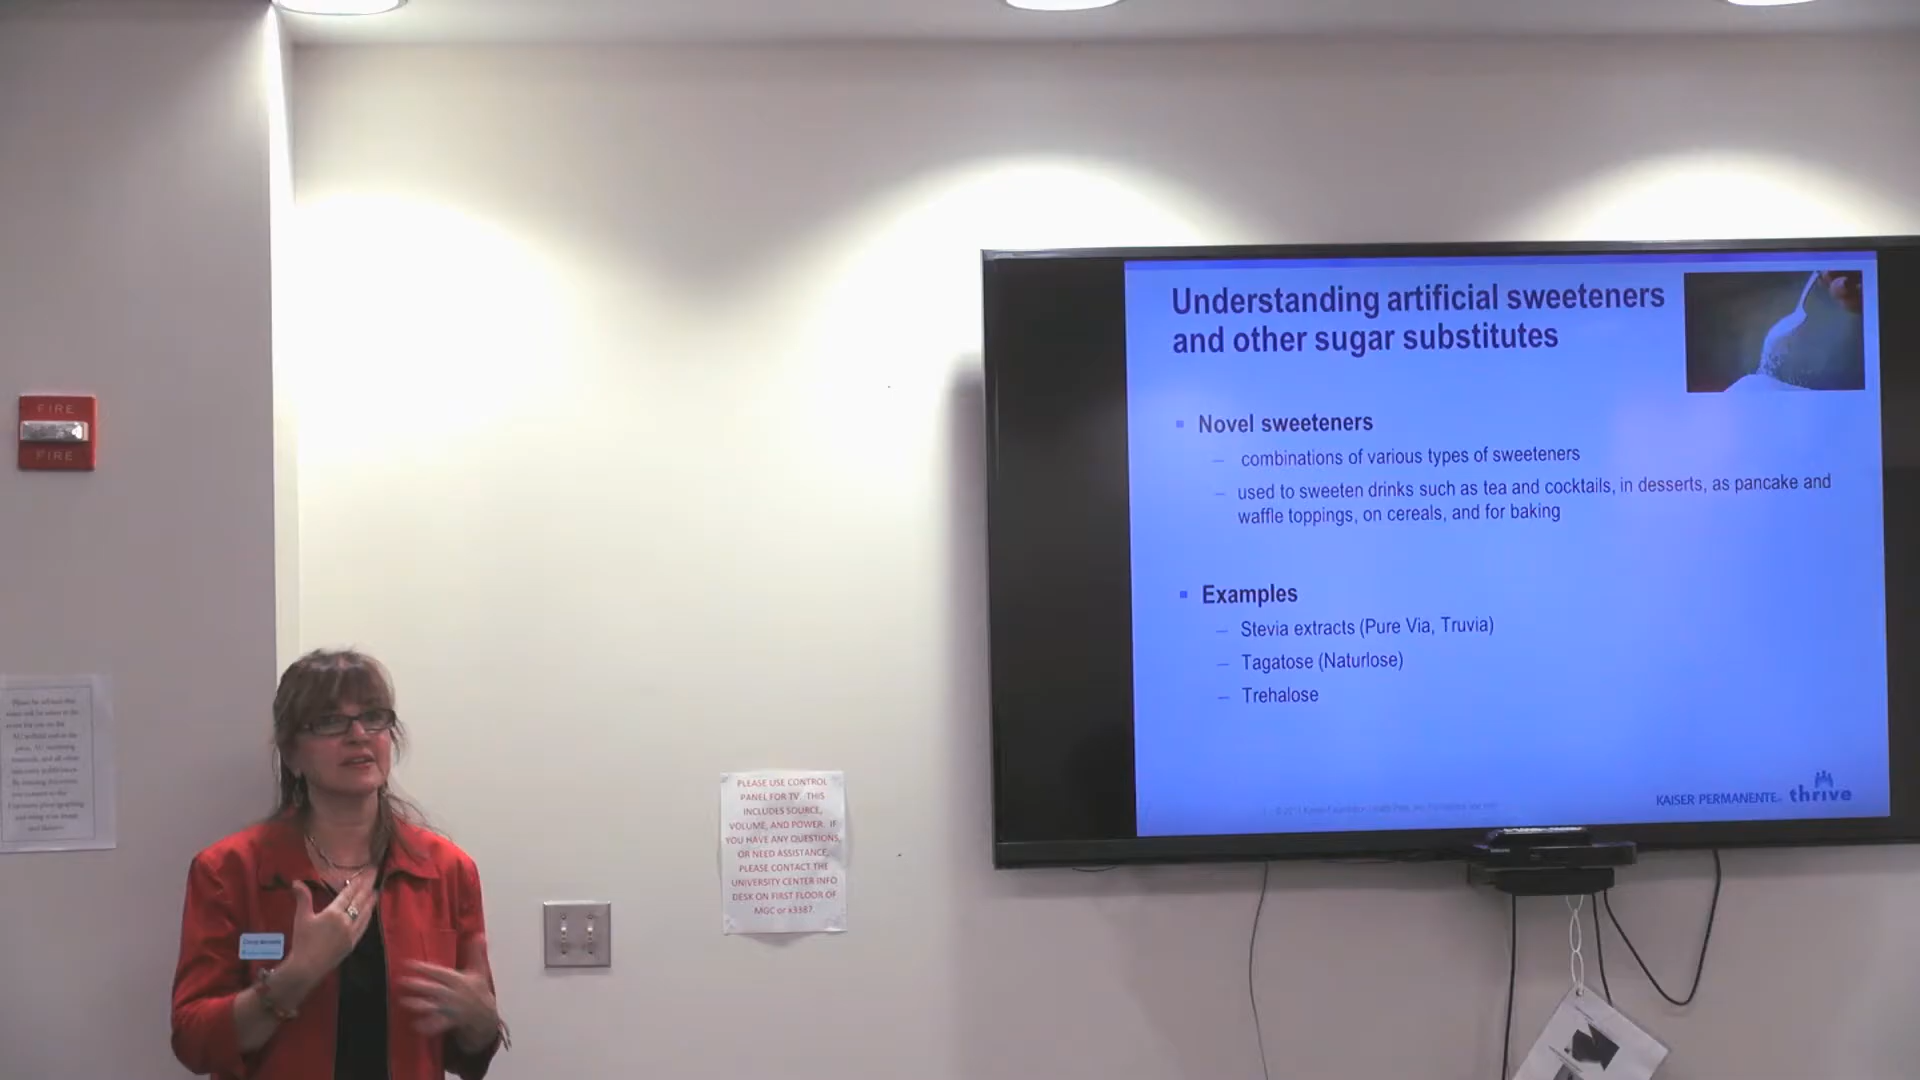 FIRE
FIRE
PLEASE USE CONTROL
PANEL FOR TV. THIS
INCLUDES SOURCE,
VOLUME, AND POWER. IF
YOU HAVE ANY QUESTIONS,
OR NEED ASSISTANCE,
PLEASE CONTACT THE
UNIVERSITY CENTER INFO
DESK ON FIRST FLOOR OF
MGC or x3387.
Understanding artificial sweeteners
and other sugar substitutes
Novel sweeteners
– combinations of various types of sweeteners
– used to sweeten drinks such as tea and cocktails, in desserts, as pancake and
waffle toppings, on cereals, and for baking
Examples
– Stevia extracts (Pure Via, Truvia)
– Tagatose (Naturlose)
– Trehalose
KAISER PERMANENTE® thrive